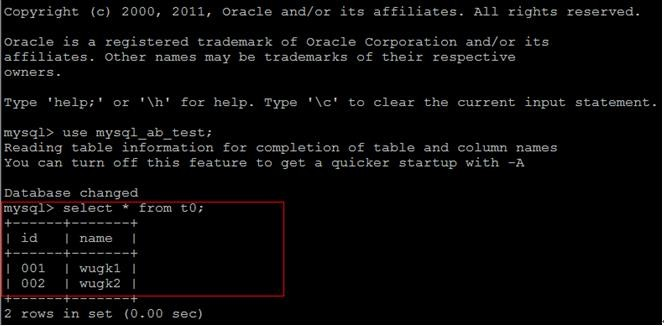 Copyright (c) 2000, 2011, Oracle and/or its affiliates. All rights reserved.
Oracle is a registered trademark of Oracle Corporation and/or its
affiliates. Other names may be trademarks of their respective
owners.
Type 'help;' or '\h' for help. Type '\c' to clear the current input statement.
mysql> use mysql_ab_test;
Reading table information for completion of table and column names
You can turn off this feature to get a quicker startup with -A
Database changed
mysql> select * from t0;
+------+-------+
| id   | name  |
+------+-------+
| 001  | wugk1 |
| 002  | wugk2 |
+------+-------+
2 rows in set (0.00 sec)